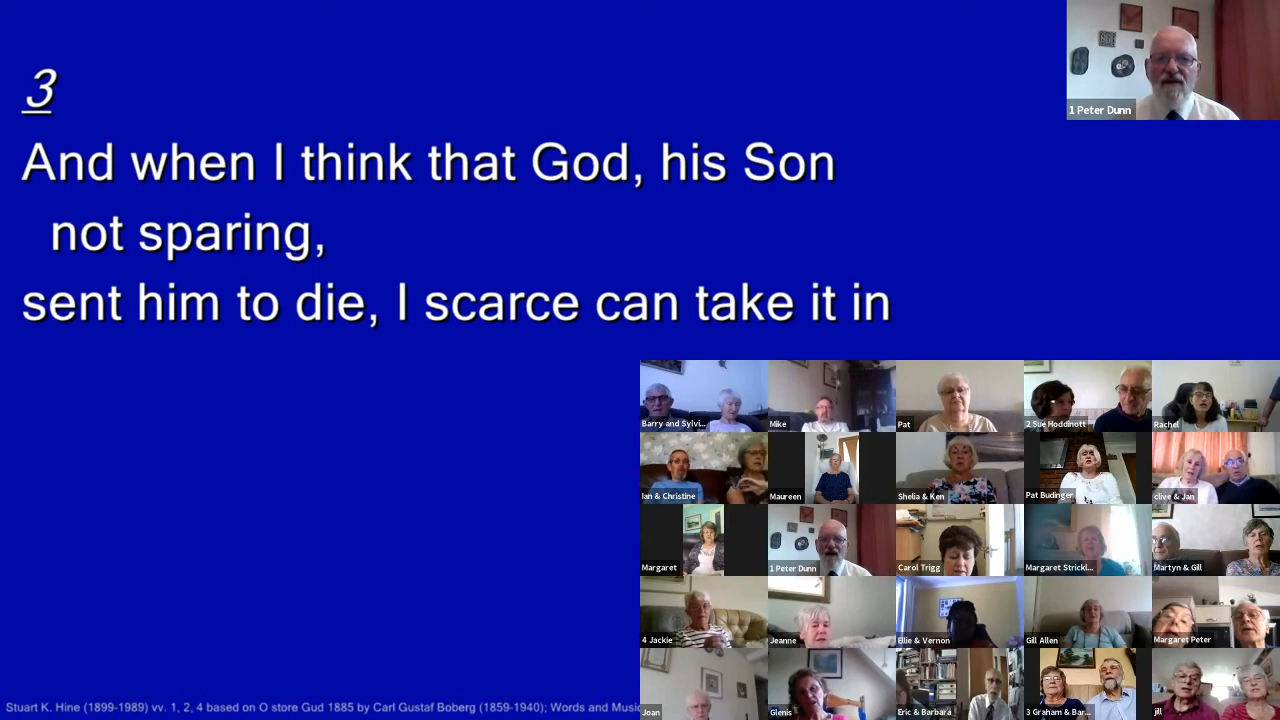 3
And when I think that God, his Son
not sparing,
sent him to die, I scarce can take it in
Stuart K. Hine (1899-1989) vv. 1, 2, 4 based on O store Gud 1885 by Carl Gustaf Boberg (1859-1940); Words and Music
1 Peter Dunn
Barry and Sylvi...
Mike
Pat
2 Sue Hoddinott
Rachel
Ian & Christine
Maureen
Shelia & Ken
Pat Budinger
clive & Jan
Margaret
1 Peter Dunn
Carol Trigg
Margaret Strickl...
Martyn & Gill
4 Jackie
Jeanne
Ellie & Vernon
Gill Allen
Margaret Peter
Joan
Glenis
Eric & Barbara
3 Graham & Bar...
jill